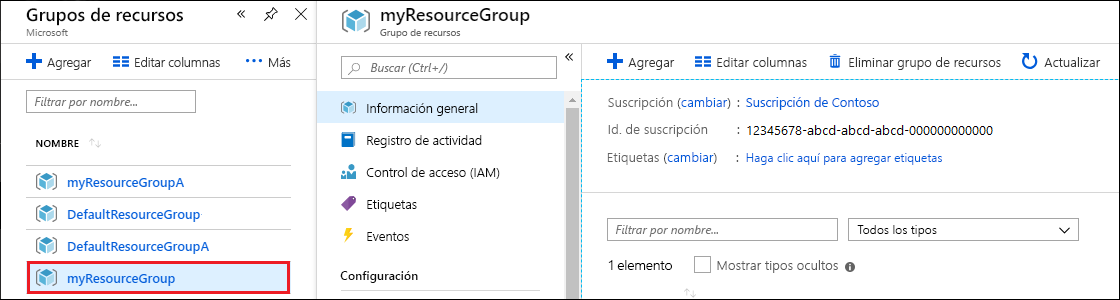 Grupos de recursos
Microsoft
Agregar Editar columnas Más
Filtrar por nombre...
NOMBRE
myResourceGroupA
DefaultResourceGroup
DefaultResourceGroupA
myResourceGroup
myResourceGroup
Grupo de recursos
Buscar (Ctrl+/)
Información general
Registro de actividad
Control de acceso (IAM)
Etiquetas
Eventos
Configuración
Agregar Editar columnas Eliminar grupo de recursos Actualizar
Suscripción (cambiar) : Suscripción de Contoso
Id. de suscripción : 12345678-abcd-abcd-abcd-000000000000
Etiquetas (cambiar) : Haga clic aquí para agregar etiquetas
Filtrar por nombre... Todos los tipos
1 elemento Mostrar tipos ocultos